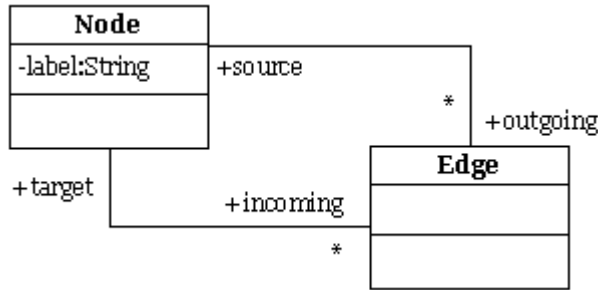 Node
-label:String
+source
*
+outgoing
Edge
+target
+incoming
*